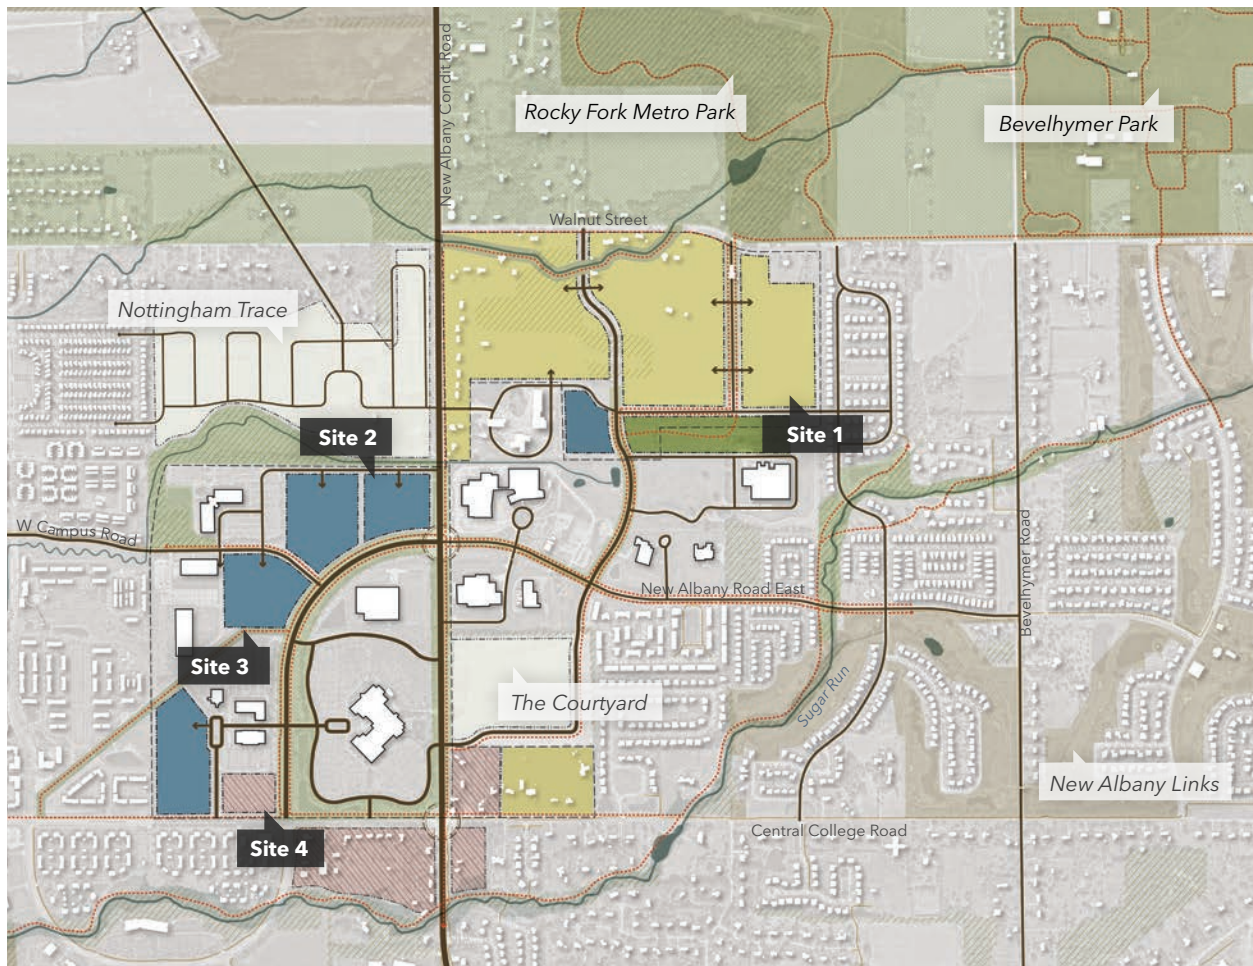 New Albany Condit Road
Rocky Fork Metro Park
Bevelhymer Park
Walnut Street
Nottingham Trace
Site 2
Site 1
W Campus Road
Bevelhymer Road
New Albany Road East
Site 3
The Courtyard
Sugar Run
New Albany Links
Central College Road
Site 4